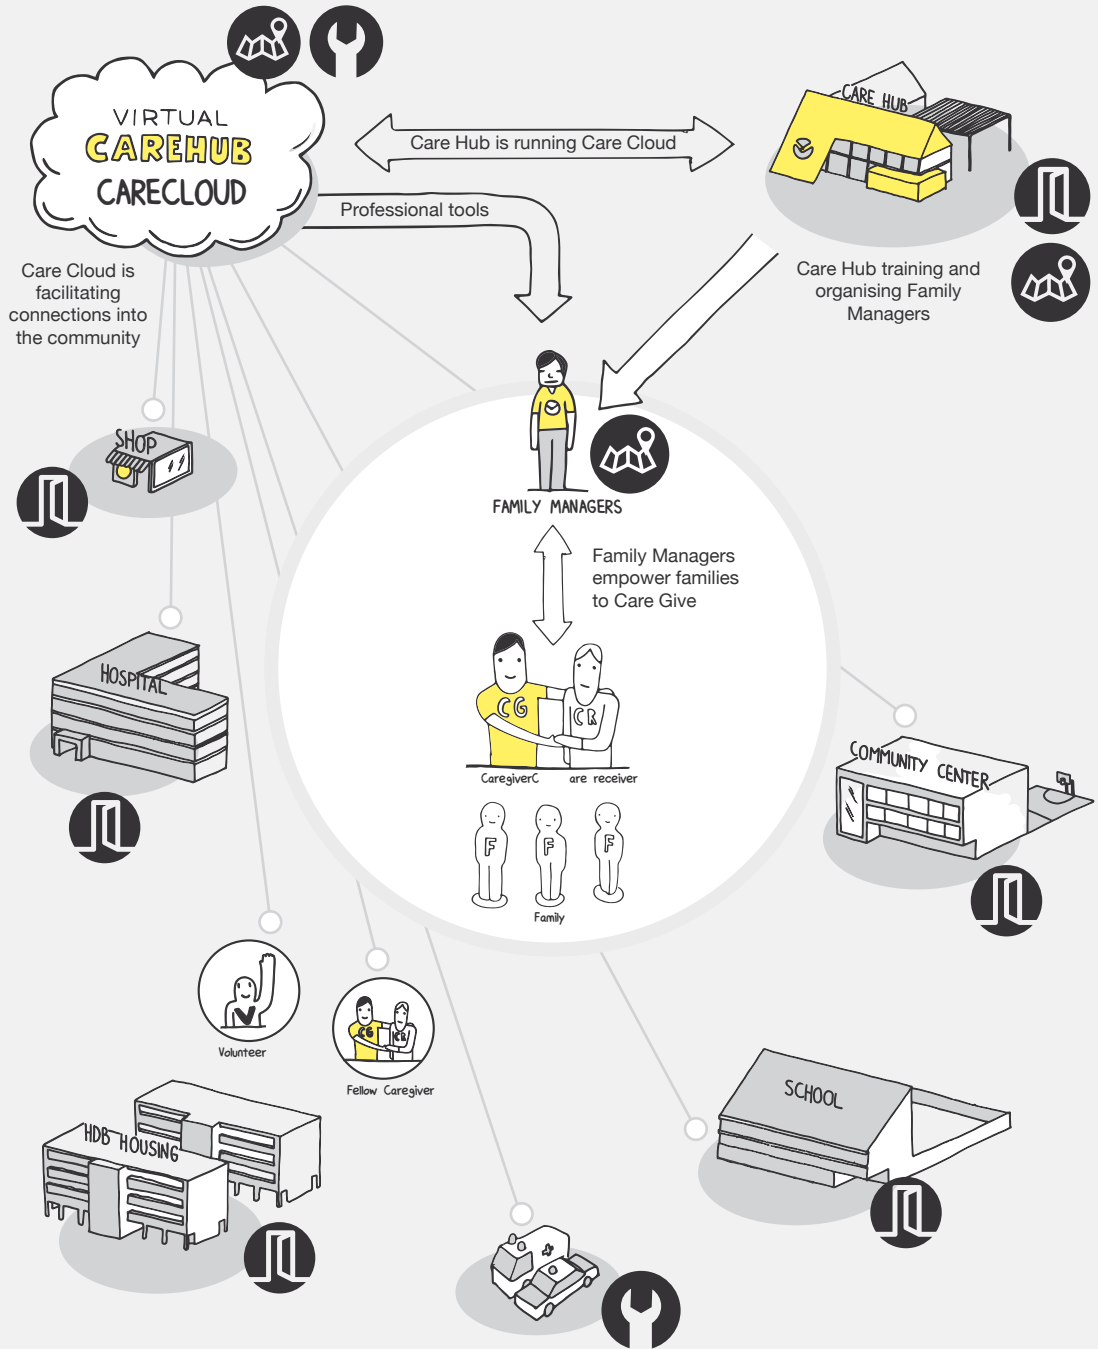 VIRTUAL
CAREHUB
CARECLOUD
Care Hub is running Care Cloud
CARE HUB
Professional tools
Care Cloud is
facilitating
connections into
the community
Care Hub training and
organising Family
Managers
SHOP
FAMILY MANAGERS
Family Managers
empower families
to Care Give
HOSPITAL
CG
CR
CaregiverC are receiver
COMMUNITY CENTER
F F F
Family
V
Volunteer
CG
CR
Fellow Caregiver
SCHOOL
HDB HOUSING